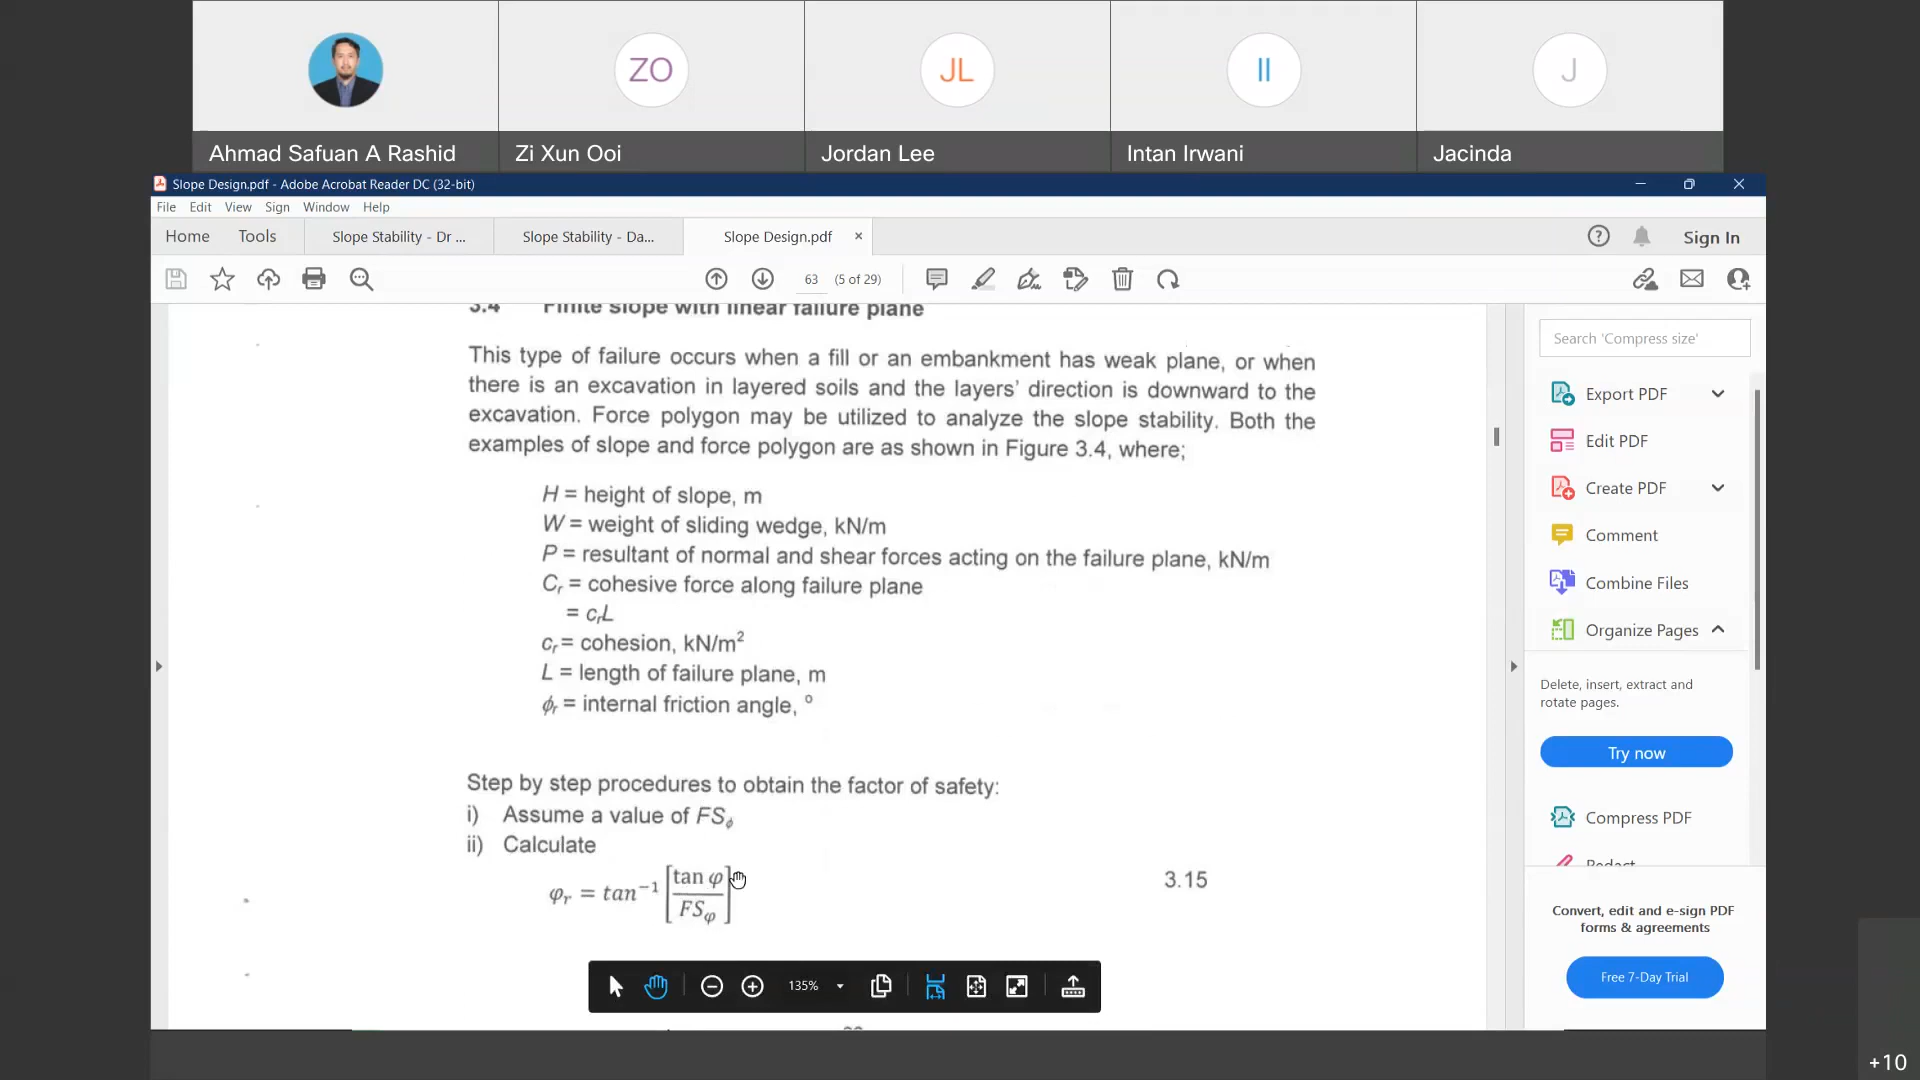 ZO
JL
II
J
Ahmad Safuan A Rashid
Zi Xun Ooi
Jordan Lee
Intan Irwani
Jacinda
Slope Design.pdf - Adobe Acrobat Reader DC (32-bit)
File Edit View Sign Window Help
Home Tools Slope Stability - Dr ... Slope Stability - Da... Slope Design.pdf × Sign In
63 (5 of 29)
3.4 Finite slope with linear failure plane
This type of failure occurs when a fill or an embankment has weak plane, or when
there is an excavation in layered soils and the layers' direction is downward to the
excavation. Force polygon may be utilized to analyze the slope stability. Both the
examples of slope and force polygon are as shown in Figure 3.4, where;
H = height of slope, m
W = weight of sliding wedge, kN/m
P = resultant of normal and shear forces acting on the failure plane, kN/m
Cr = cohesive force along failure plane
= crL
cr = cohesion, kN/m²
L = length of failure plane, m
ϕr = internal friction angle, °
Step by step procedures to obtain the factor of safety:
i) Assume a value of FSϕ
ii) Calculate
φr = tan⁻¹ [tan φ / FSφ] 3.15
135%
Search 'Compress size'
Export PDF
Edit PDF
Create PDF
Comment
Combine Files
Organize Pages
Delete, insert, extract and
rotate pages.
Try now
Compress PDF
Redact
Convert, edit and e-sign PDF
forms & agreements
Free 7-Day Trial
+10